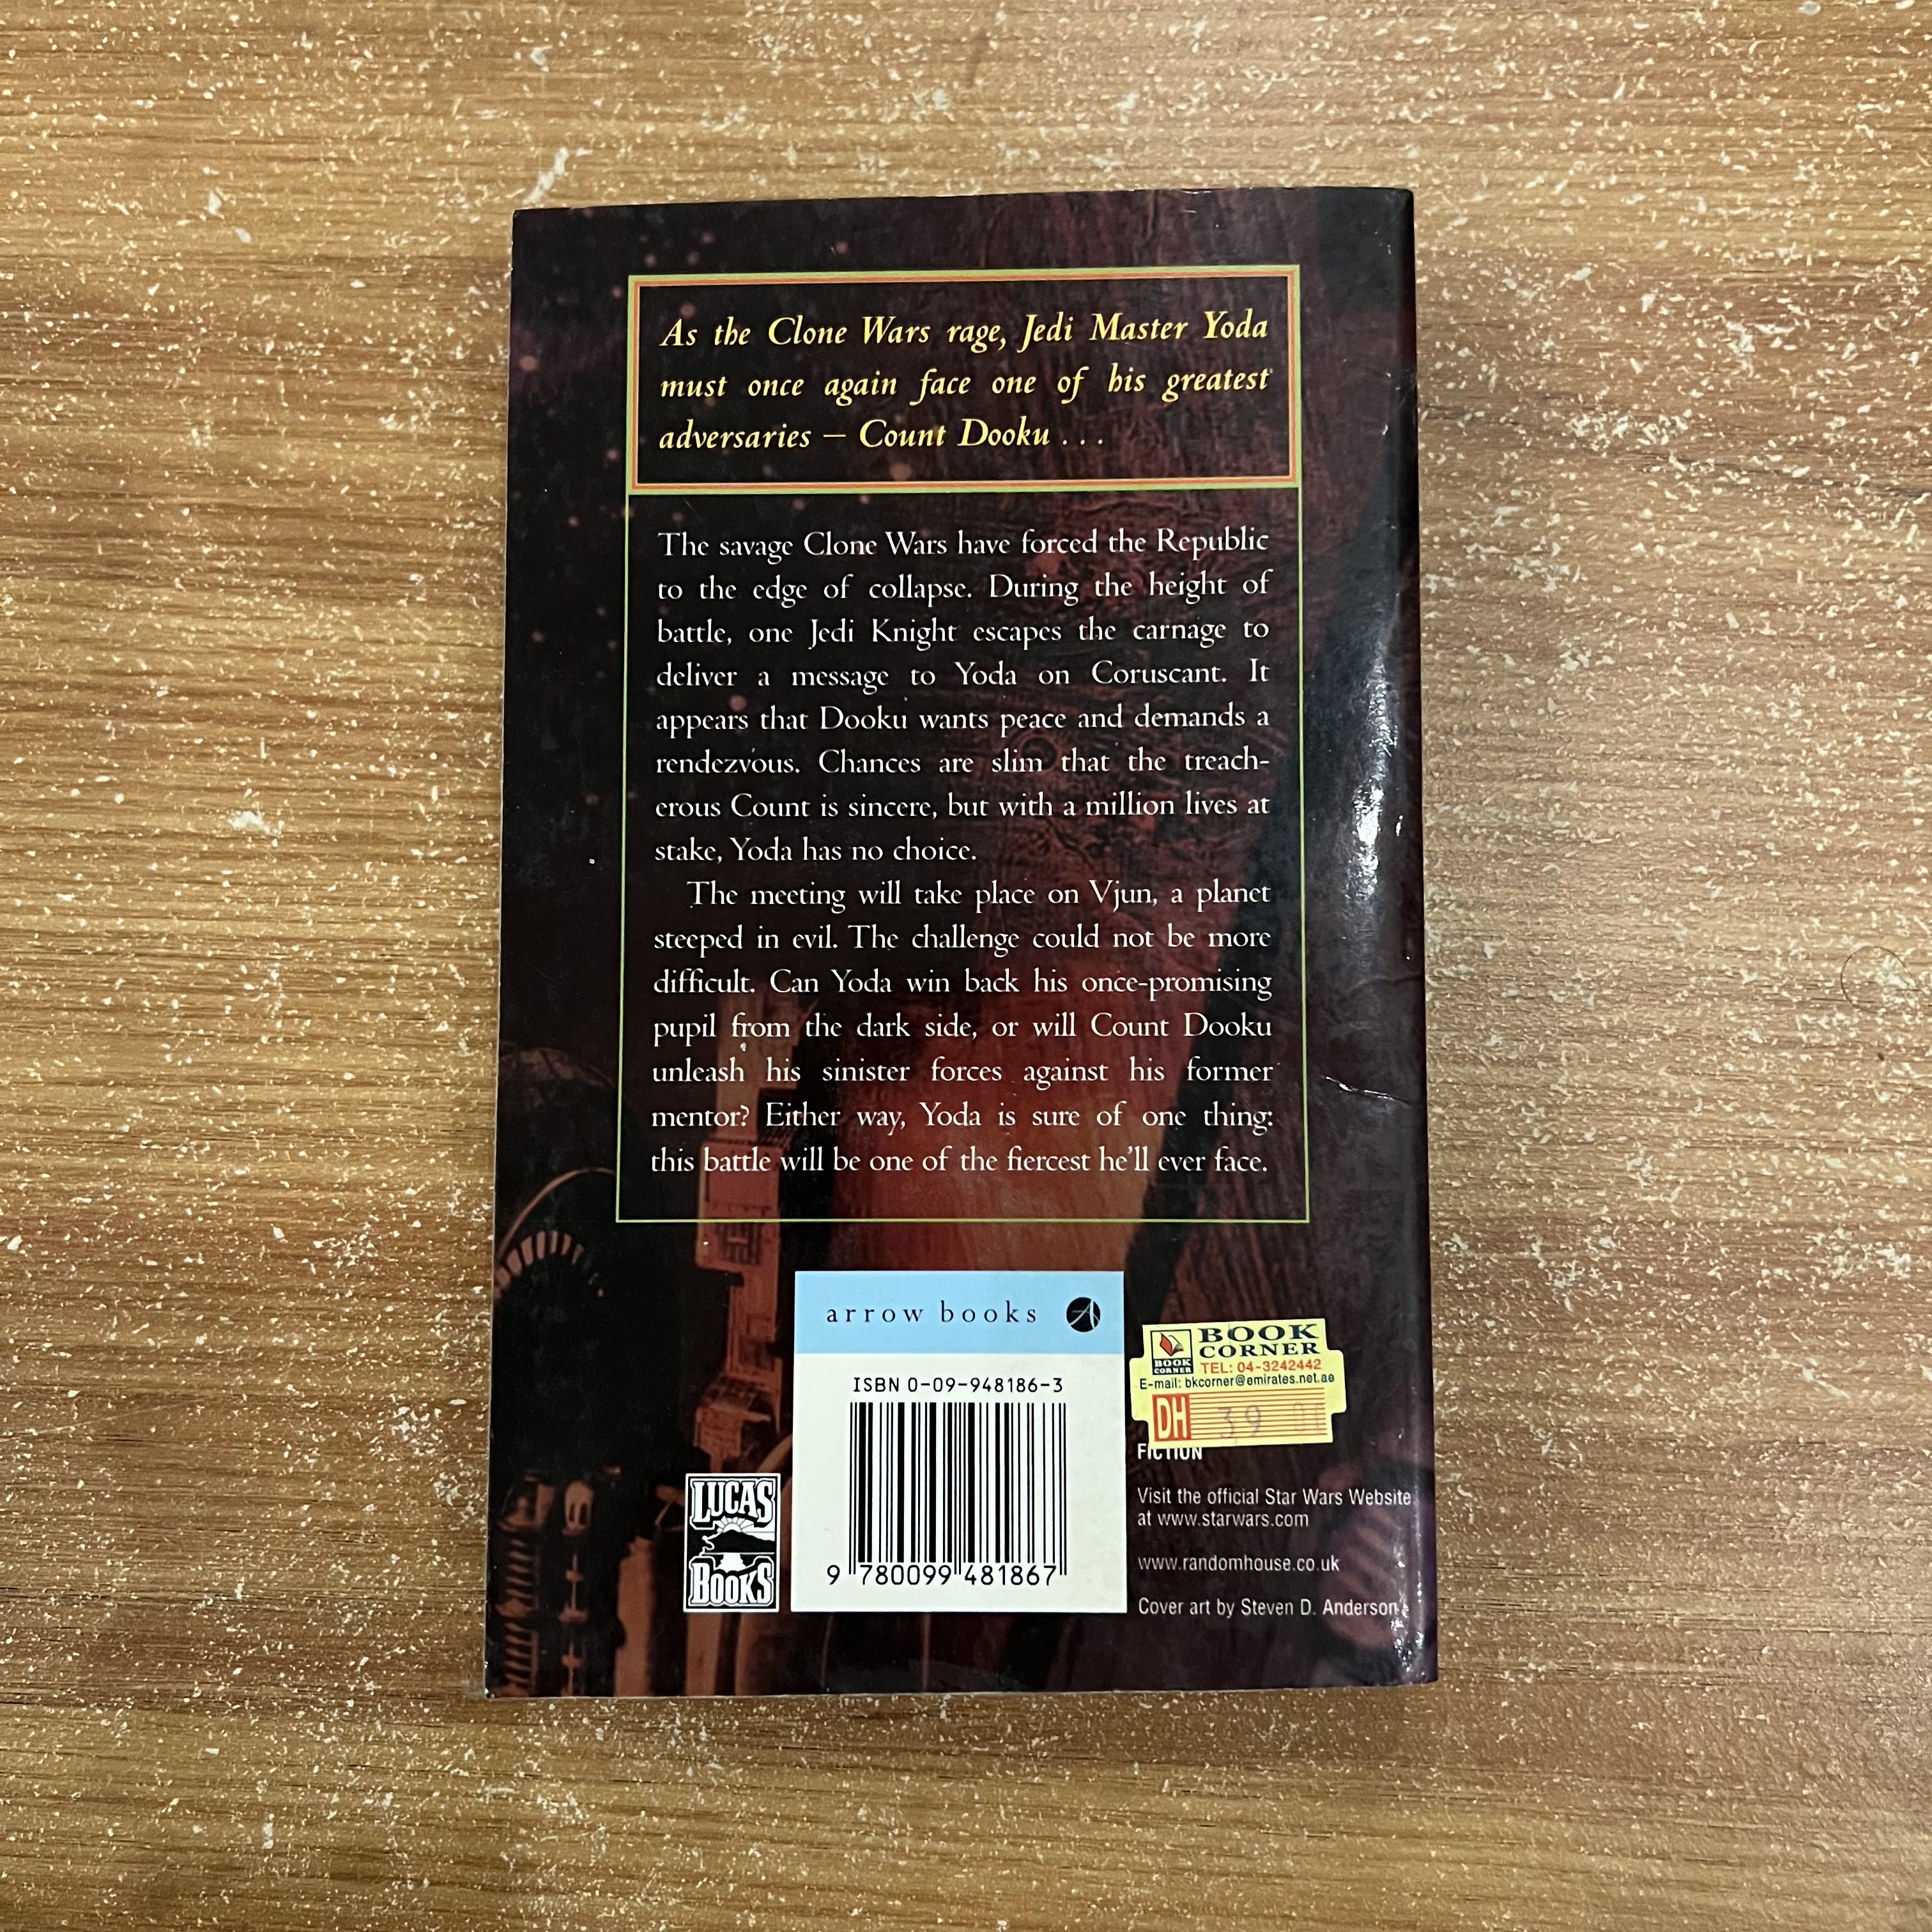 As the Clone Wars rage, Jedi Master Yoda
must once again face one of his greatest
adversaries – Count Dooku . . .
The savage Clone Wars have forced the Republic
to the edge of collapse. During the height of
battle, one Jedi Knight escapes the carnage to
deliver a message to Yoda on Coruscant. It
appears that Dooku wants peace and demands a
rendezvous. Chances are slim that the treach-
erous Count is sincere, but with a million lives at
stake, Yoda has no choice.
The meeting will take place on Vjun, a planet
steeped in evil. The challenge could not be more
difficult. Can Yoda win back his once-promising
pupil from the dark side, or will Count Dooku
unleash his sinister forces against his former
mentor? Either way, Yoda is sure of one thing:
this battle will be one of the fiercest he'll ever face.
arrow books
ISBN 0-09-948186-3
9 780099 481867
LUCAS
BOOKS
BOOK
CORNER
BOOK
CORNER
TEL: 04-3242442
E-mail: bkcorner@emirates.net.ae
DH 39
FICTION
Visit the official Star Wars Website
at www.starwars.com
www.randomhouse.co.uk
Cover art by Steven D. Anderson